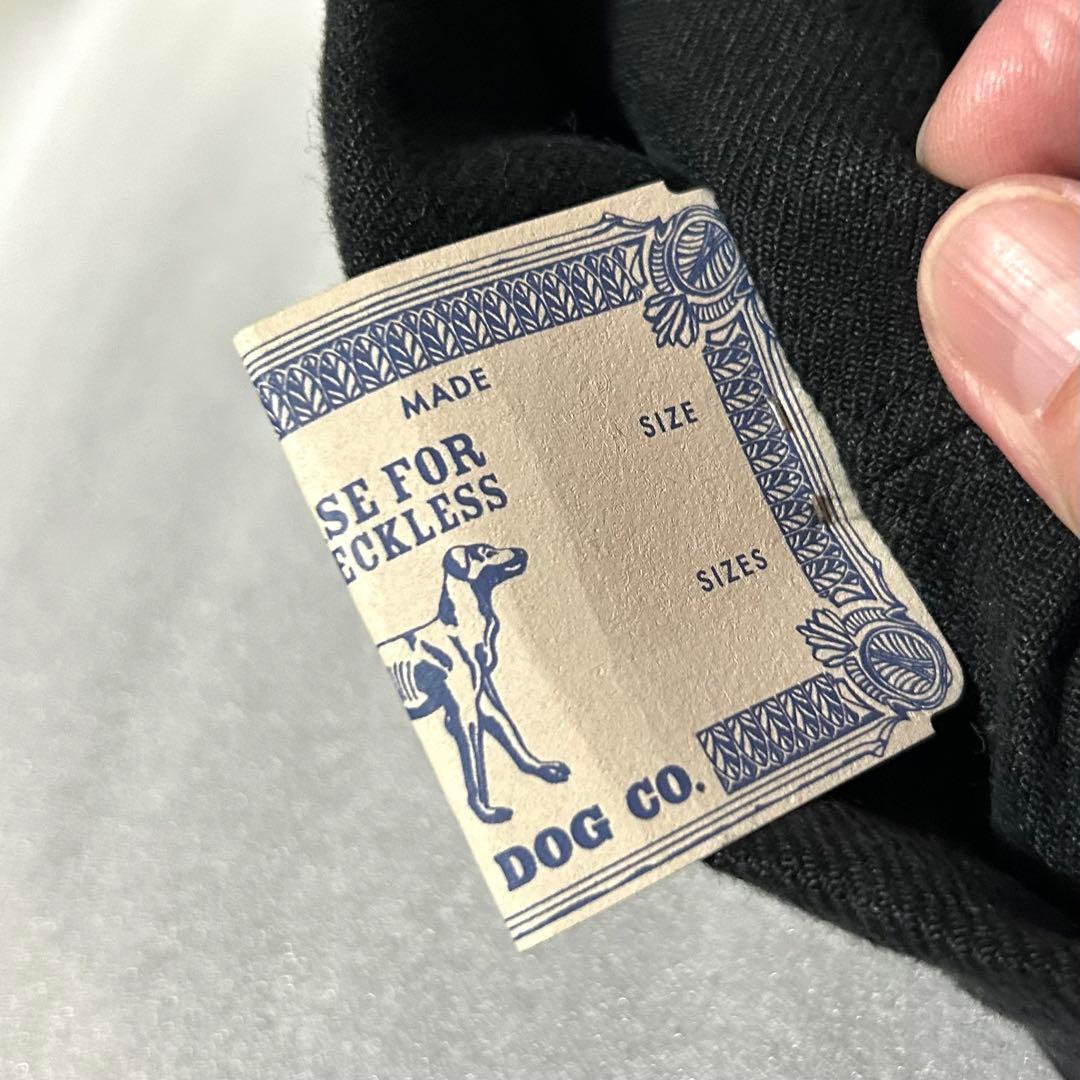 MADE
SIZE
SE FOR
ECKLESS
SIZES
DOG CO.